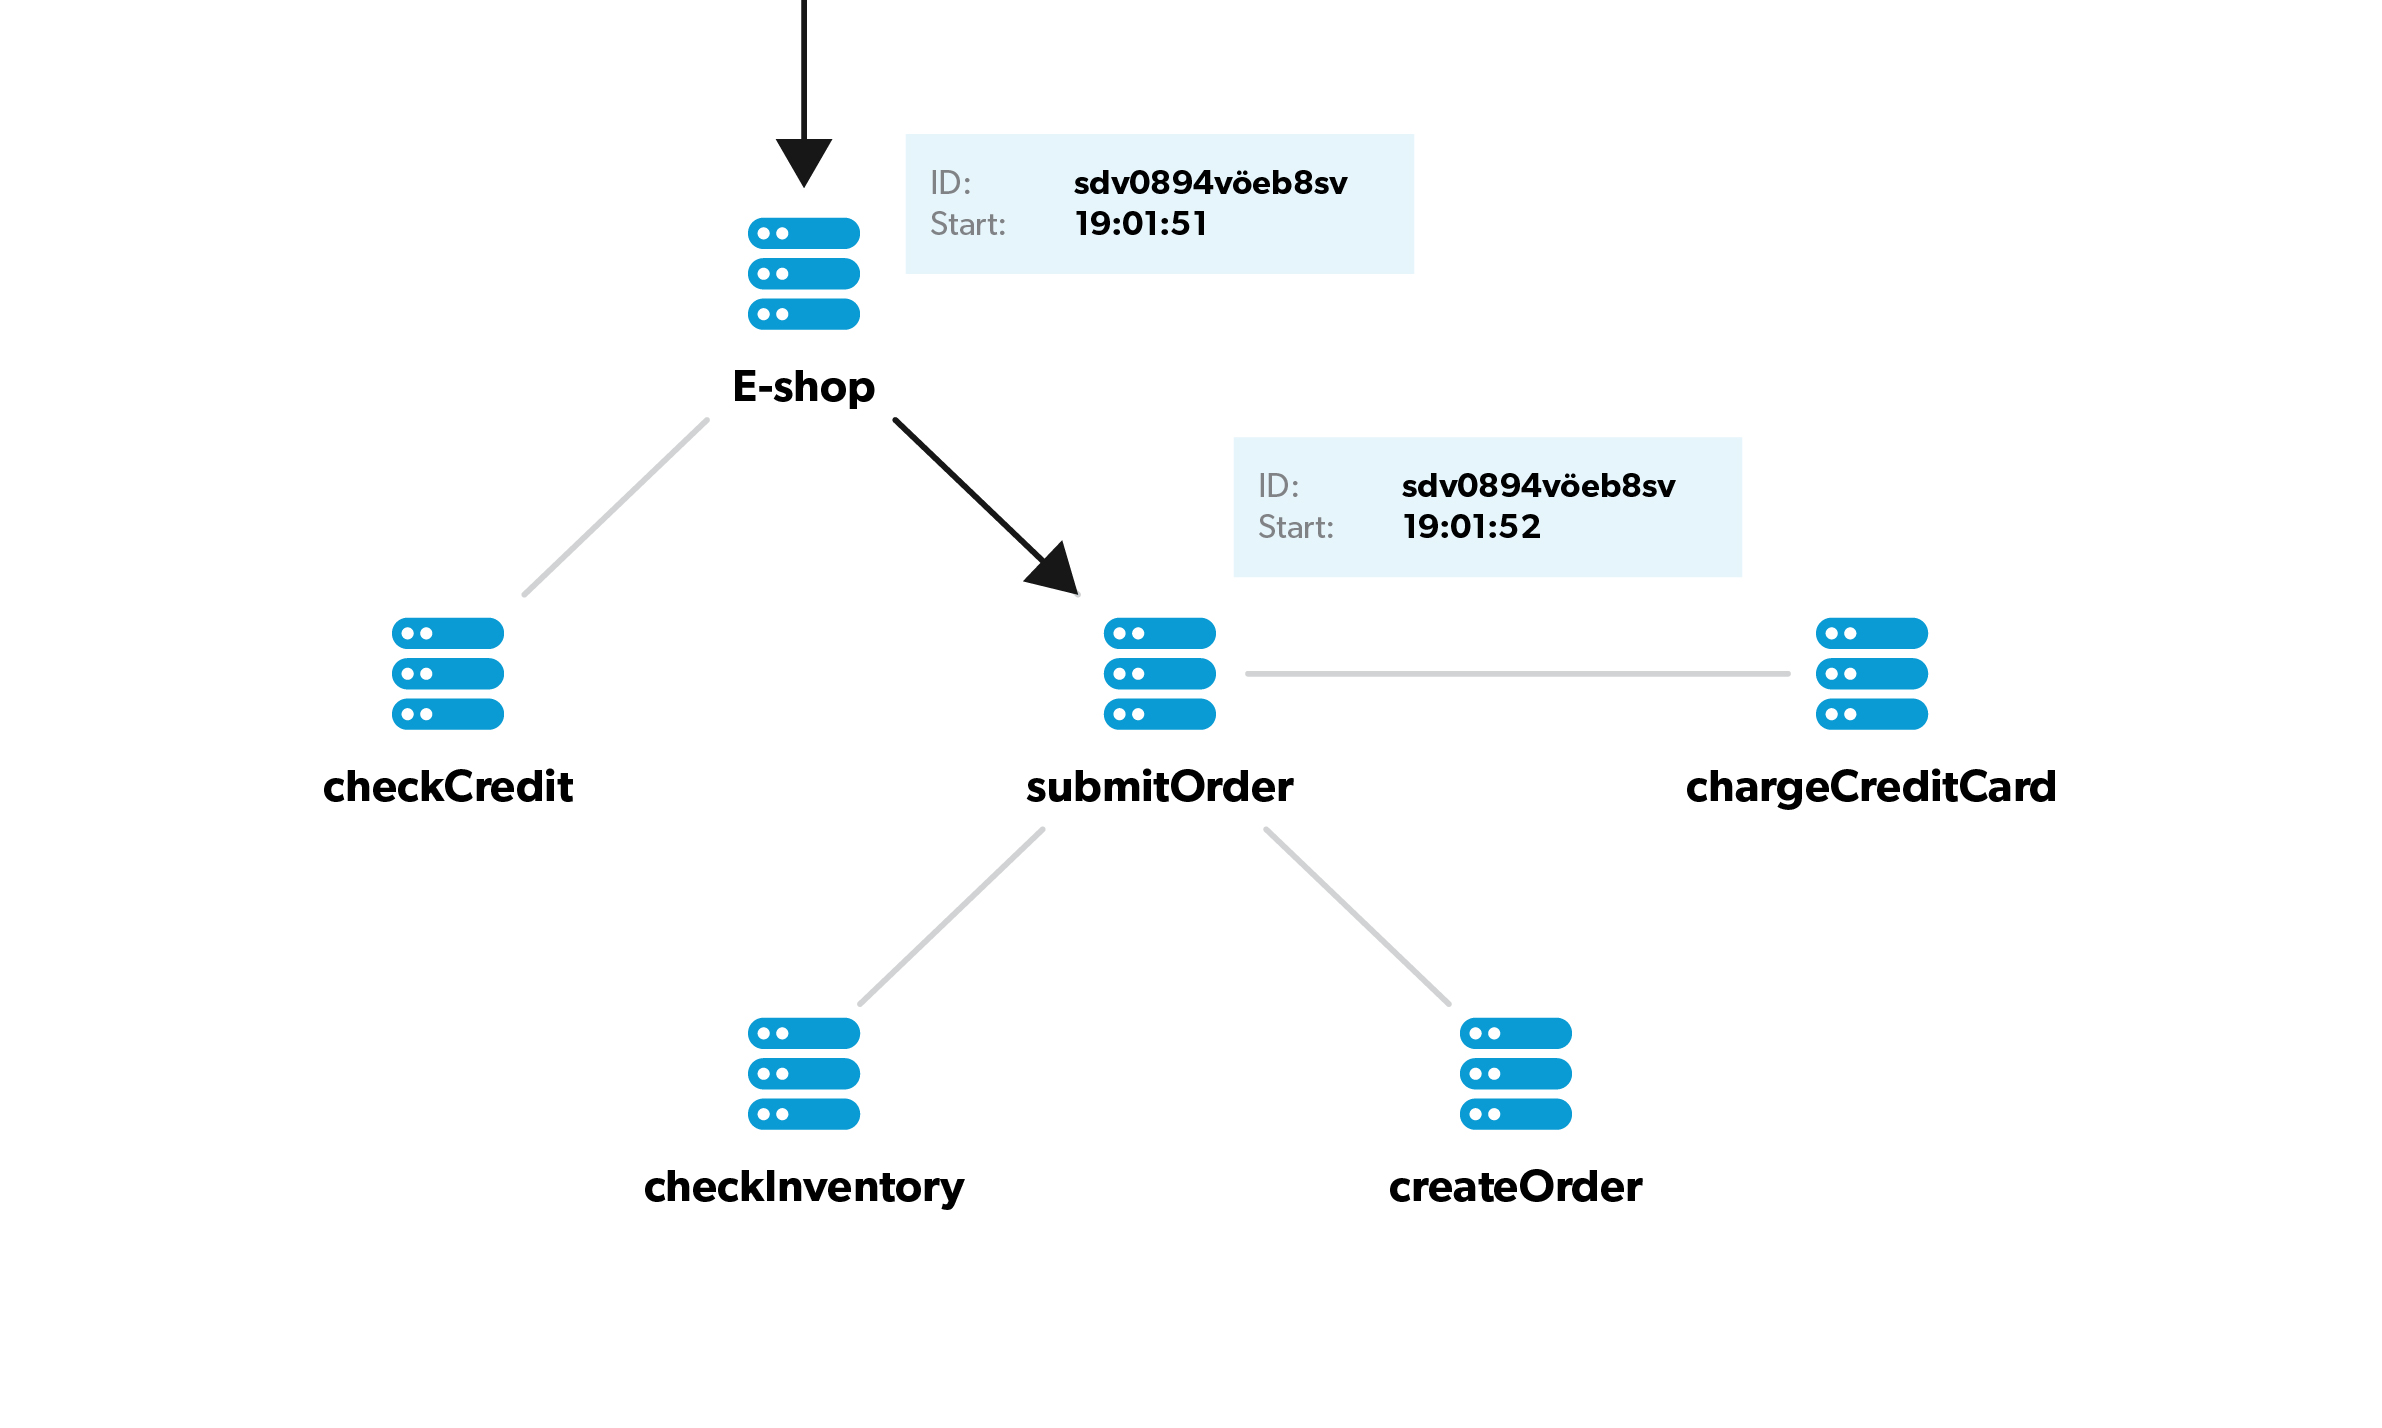 ID: sdv0894vöeb8sv
Start: 19:01:51
E-shop
ID: sdv0894vöeb8sv
Start: 19:01:52
checkCredit
submitOrder
chargeCreditCard
checkInventory
createOrder